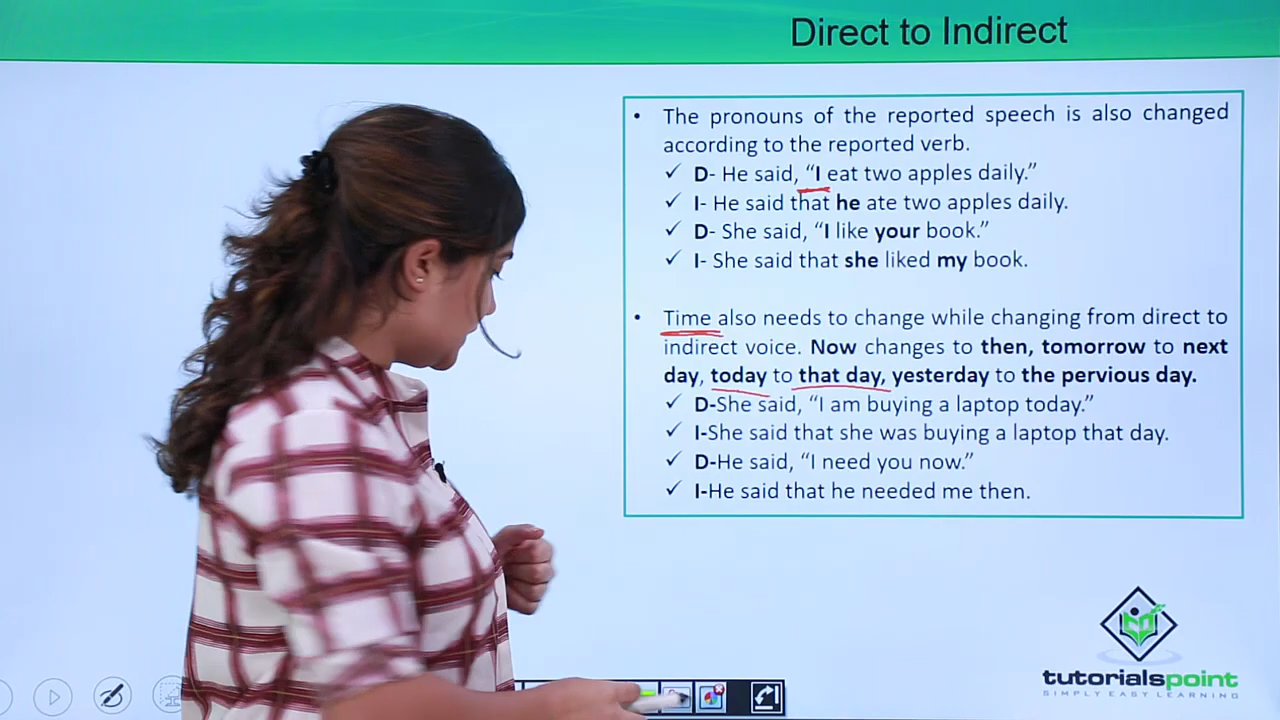 Direct to Indirect
• The pronouns of the reported speech is also changed
according to the reported verb.
✓ D- He said, “I eat two apples daily.”
✓ I- He said that he ate two apples daily.
✓ D- She said, “I like your book.”
✓ I- She said that she liked my book.
• Time also needs to change while changing from direct to
indirect voice. Now changes to then, tomorrow to next
day, today to that day, yesterday to the pervious day.
✓ D-She said, “I am buying a laptop today.”
✓ I-She said that she was buying a laptop that day.
✓ D-He said, “I need you now.”
✓ I-He said that he needed me then.
tutorialspoint
SIMPLY EASY LEARNING